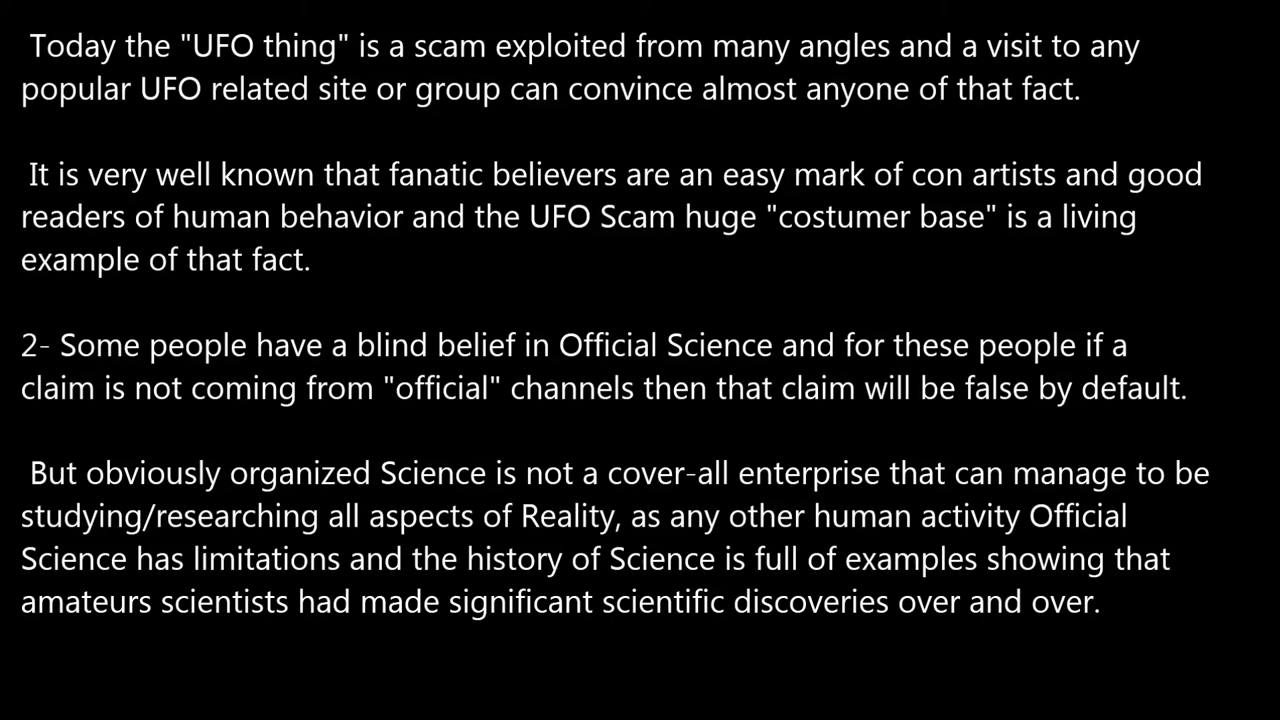 Today the "UFO thing" is a scam exploited from many angles and a visit to any
popular UFO related site or group can convince almost anyone of that fact.
It is very well known that fanatic believers are an easy mark of con artists and good
readers of human behavior and the UFO Scam huge "costumer base" is a living
example of that fact.
2- Some people have a blind belief in Official Science and for these people if a
claim is not coming from "official" channels then that claim will be false by default.
But obviously organized Science is not a cover-all enterprise that can manage to be
studying/researching all aspects of Reality, as any other human activity Official
Science has limitations and the history of Science is full of examples showing that
amateurs scientists had made significant scientific discoveries over and over.